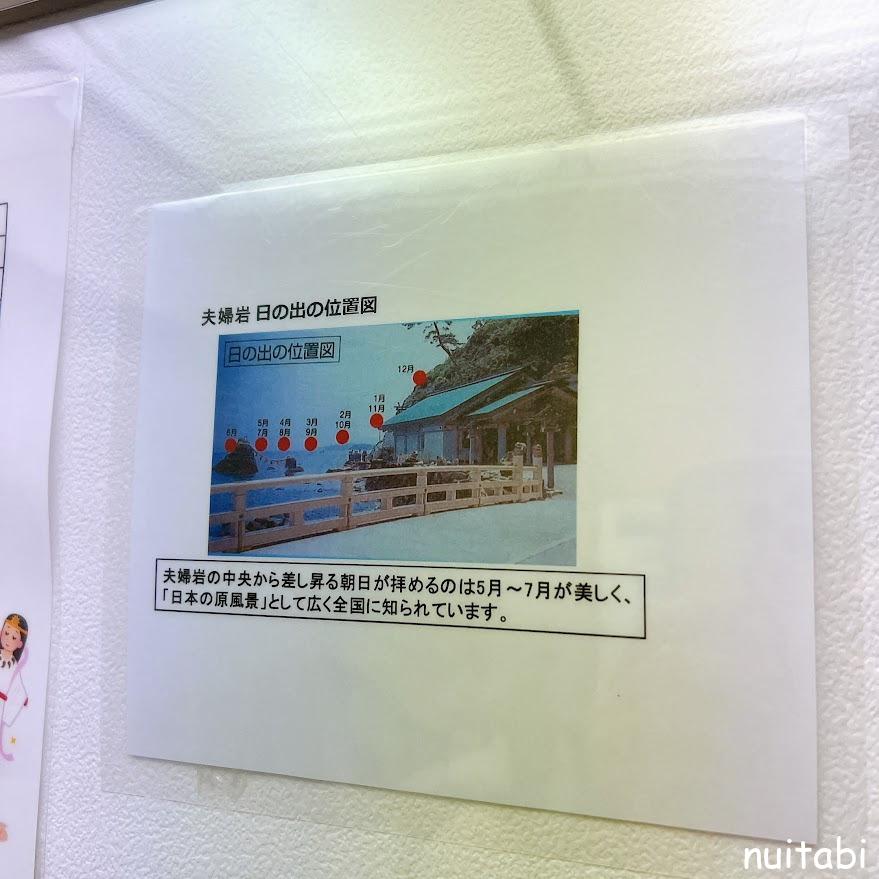 夫婦岩 日の出の位置図
日の出の位置図
12月
1月
11月
2月
10月
3月
9月
4月
8月
5月
7月
6月
夫婦岩の中央から差し昇る朝日が拝めるのは5月～7月が美しく、
「日本の原風景」として広く全国に知られています。
nuitabi